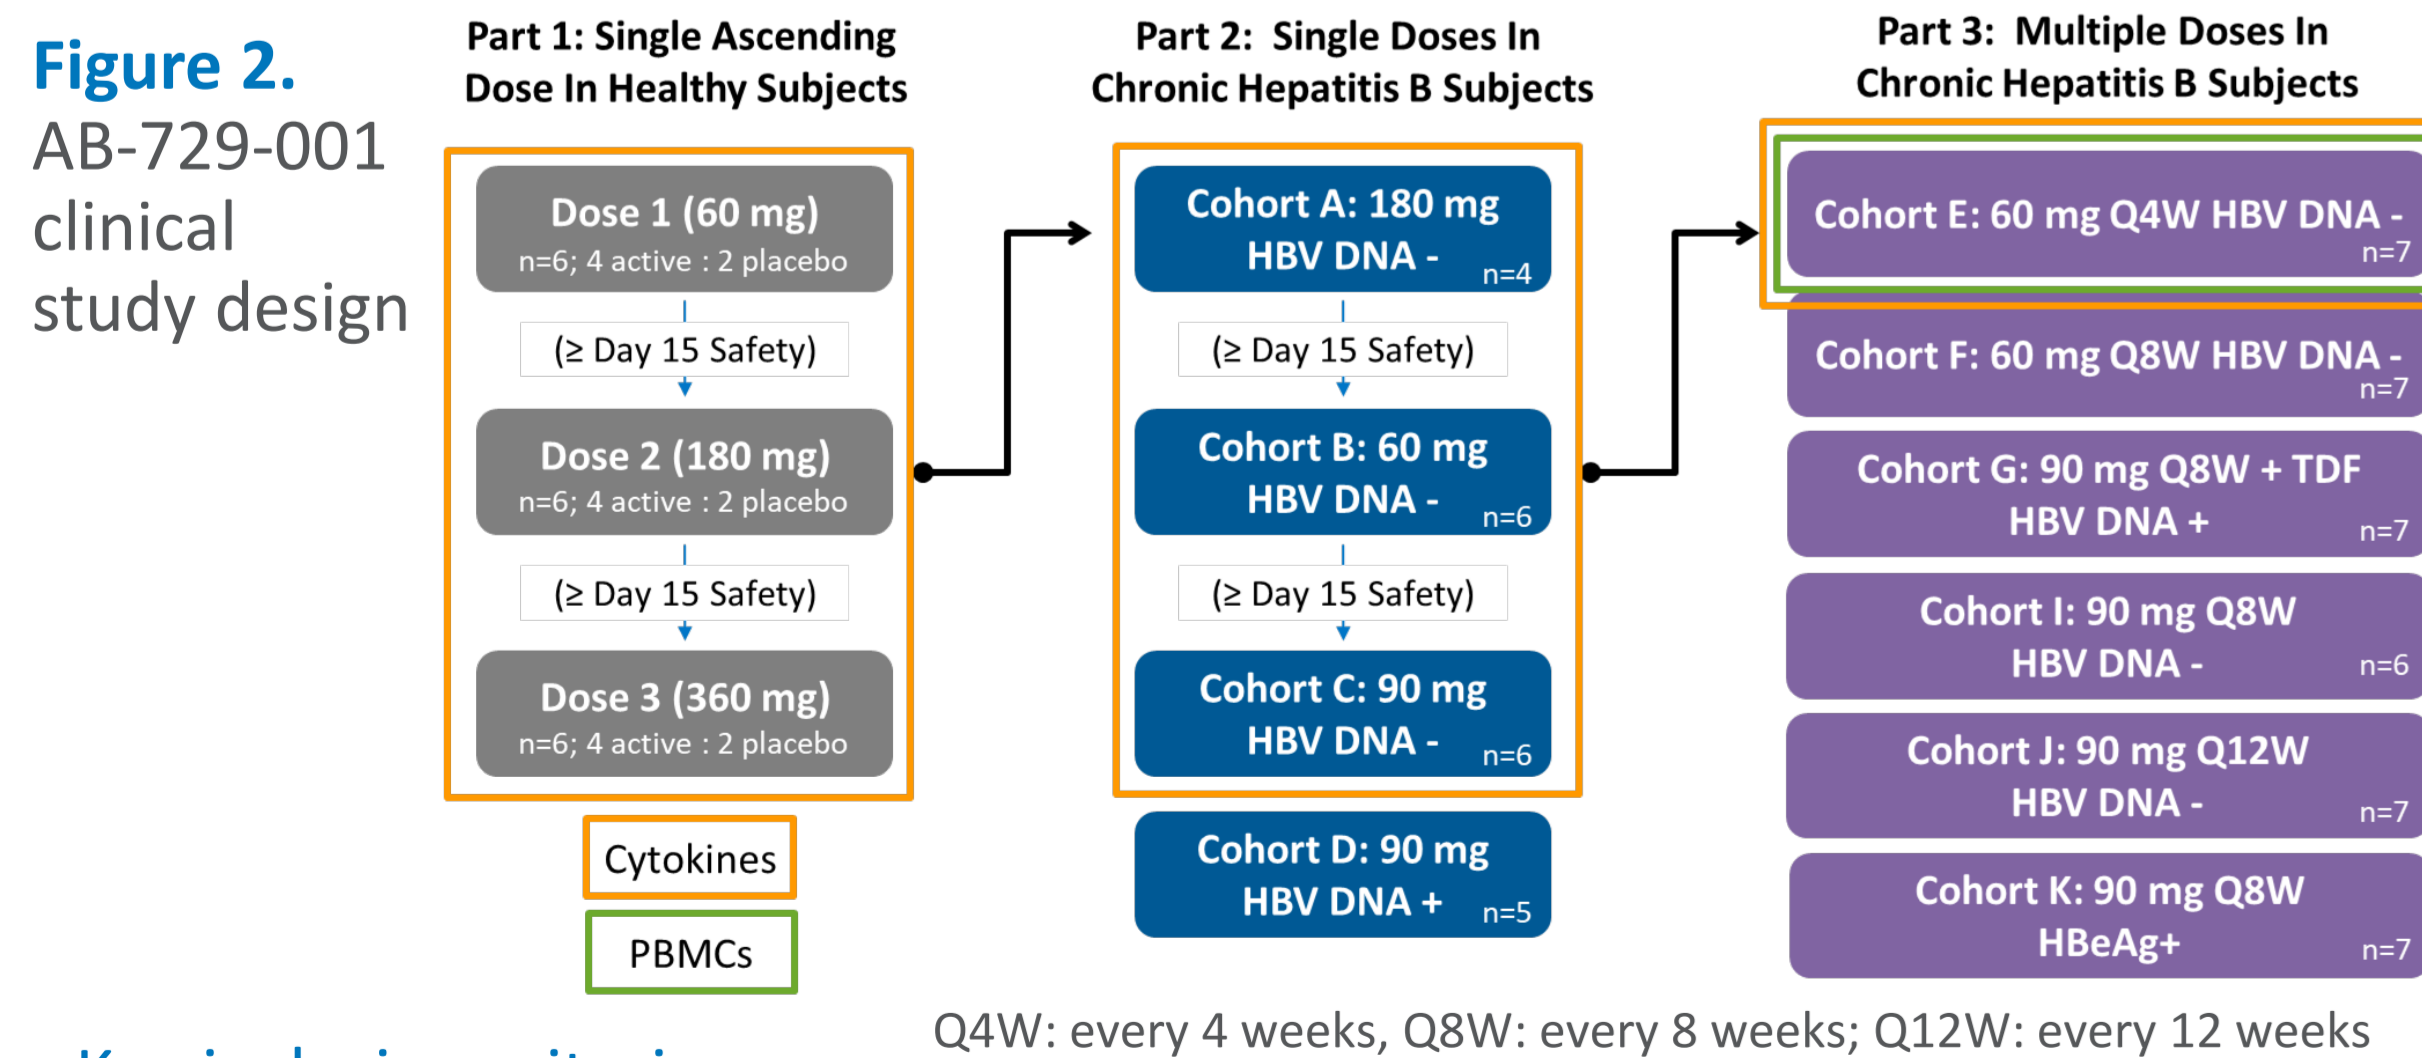 Figure 2.
AB-729-001
clinical
study design
Part 1: Single Ascending
Dose In Healthy Subjects
Dose 1 (60 mg)
n=6; 4 active : 2 placebo
(≥ Day 15 Safety)
Dose 2 (180 mg)
n=6; 4 active : 2 placebo
(≥ Day 15 Safety)
Dose 3 (360 mg)
n=6; 4 active : 2 placebo
Cytokines
PBMCs
Part 2: Single Doses In
Chronic Hepatitis B Subjects
Cohort A: 180 mg
HBV DNA - n=4
(≥ Day 15 Safety)
Cohort B: 60 mg
HBV DNA - n=6
(≥ Day 15 Safety)
Cohort C: 90 mg
HBV DNA - n=6
Cohort D: 90 mg
HBV DNA + n=5
Part 3: Multiple Doses In
Chronic Hepatitis B Subjects
Cohort E: 60 mg Q4W HBV DNA -
n=7
Cohort F: 60 mg Q8W HBV DNA -
n=7
Cohort G: 90 mg Q8W + TDF
HBV DNA + n=7
Cohort I: 90 mg Q8W
HBV DNA - n=6
Cohort J: 90 mg Q12W
HBV DNA - n=7
Cohort K: 90 mg Q8W
HBeAg+ n=7
Q4W: every 4 weeks, Q8W: every 8 weeks; Q12W: every 12 weeks